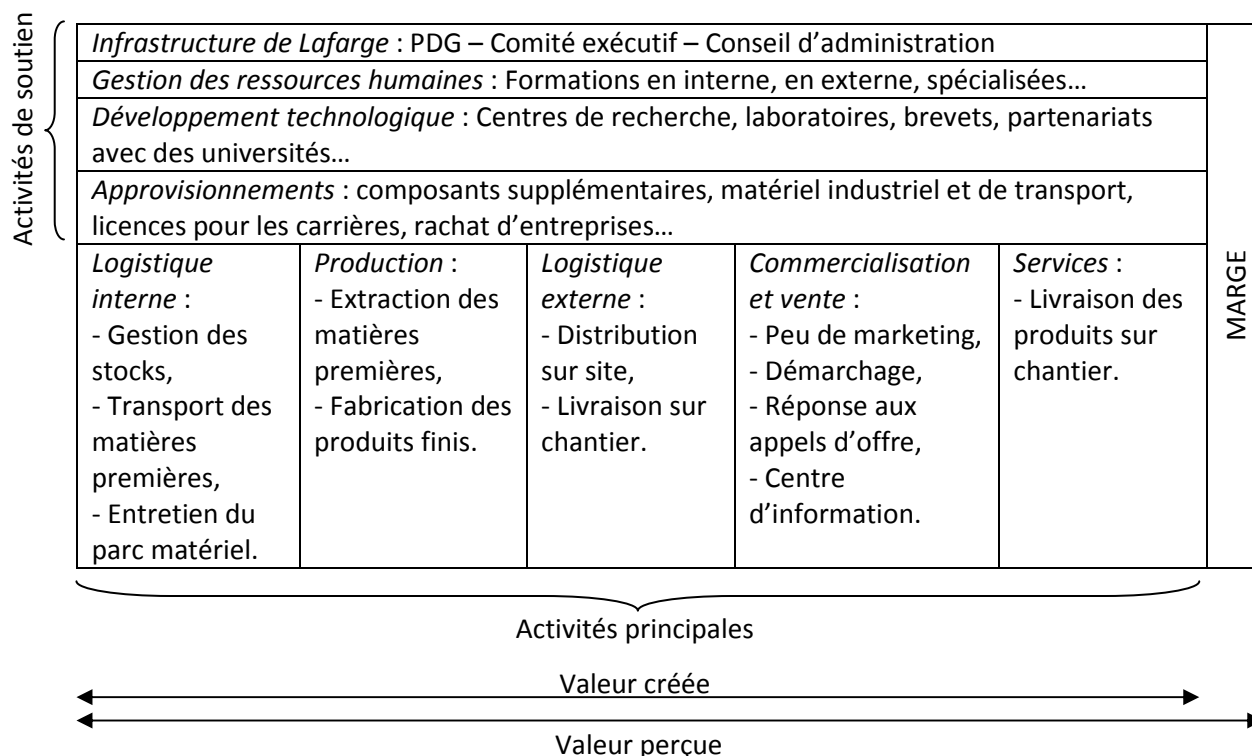 Activités de soutien
Infrastructure de Lafarge : PDG – Comité exécutif – Conseil d’administration
Gestion des ressources humaines : Formations en interne, en externe, spécialisées…
Développement technologique : Centres de recherche, laboratoires, brevets, partenariats
avec des universités…
Approvisionnements : composants supplémentaires, matériel industriel et de transport,
licences pour les carrières, rachat d’entreprises…
Logistique
interne :
- Gestion des
stocks,
- Transport des
matières
premières,
- Entretien du
parc matériel.
Production :
- Extraction des
matières
premières,
- Fabrication des
produits finis.
Logistique
externe :
- Distribution
sur site,
- Livraison sur
chantier.
Commercialisation
et vente :
- Peu de marketing,
- Démarchage,
- Réponse aux
appels d’offre,
- Centre
d’information.
Services :
- Livraison des
produits sur
chantier.
MARGE
Activités principales
Valeur créée
Valeur perçue